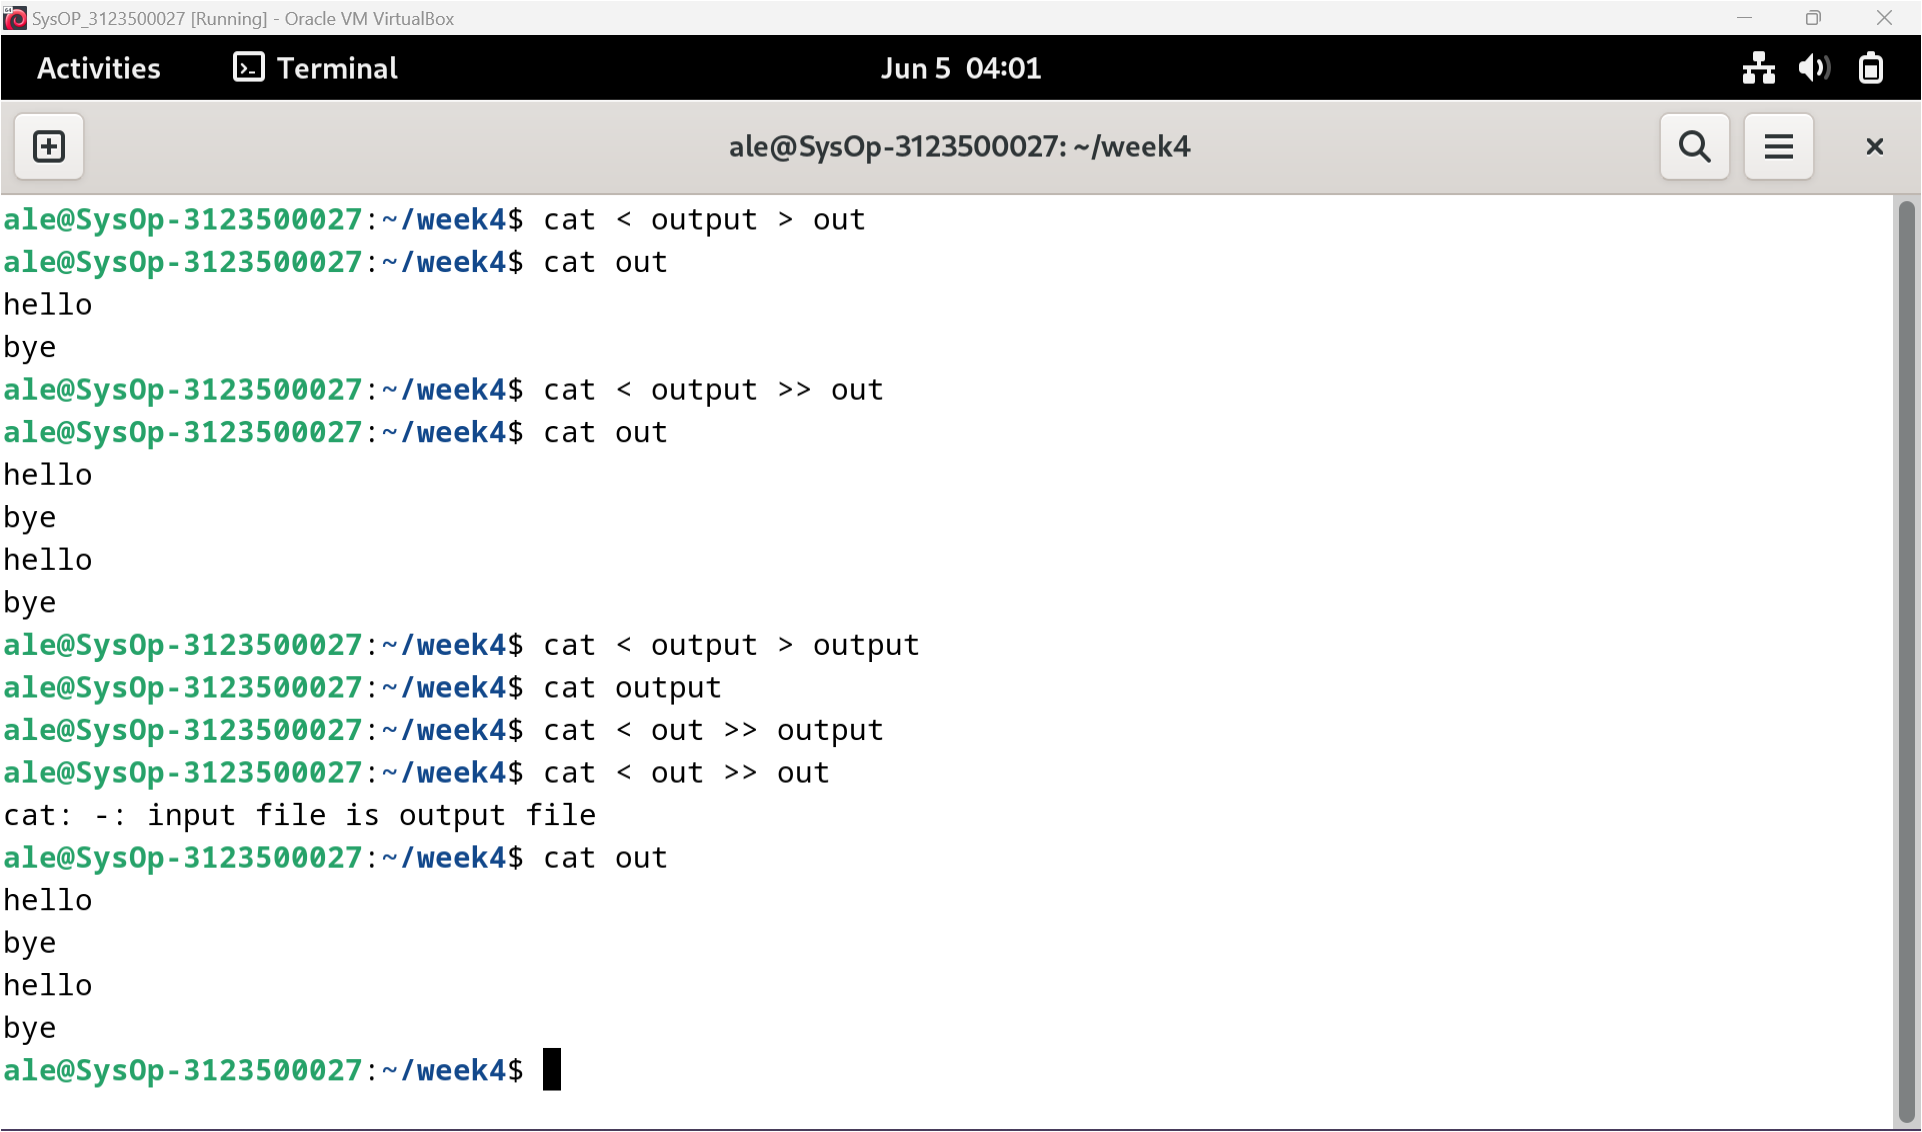 SysOP_3123500027 [Running] - Oracle VM VirtualBox
Activities Terminal Jun 5 04:01
ale@SysOp-3123500027: ~/week4
ale@SysOp-3123500027:~/week4$ cat < output > out
ale@SysOp-3123500027:~/week4$ cat out
hello
bye
ale@SysOp-3123500027:~/week4$ cat < output >> out
ale@SysOp-3123500027:~/week4$ cat out
hello
bye
hello
bye
ale@SysOp-3123500027:~/week4$ cat < output > output
ale@SysOp-3123500027:~/week4$ cat output
ale@SysOp-3123500027:~/week4$ cat < out >> output
ale@SysOp-3123500027:~/week4$ cat < out >> out
cat: -: input file is output file
ale@SysOp-3123500027:~/week4$ cat out
hello
bye
hello
bye
ale@SysOp-3123500027:~/week4$